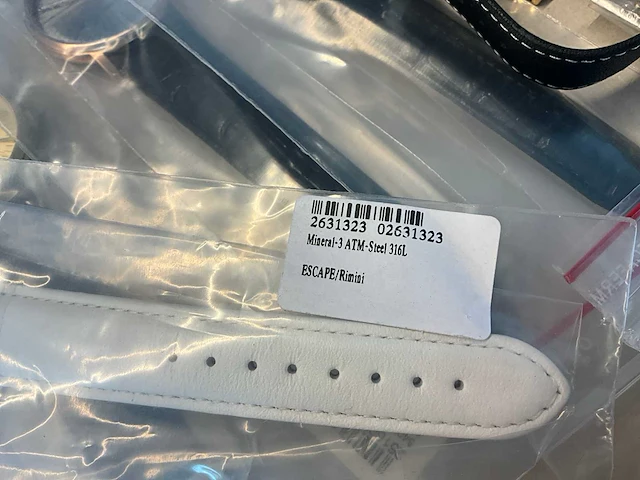 2631323 02631323
Mineral-3 ATM-Steel 316L
ESCAPE/Rimini